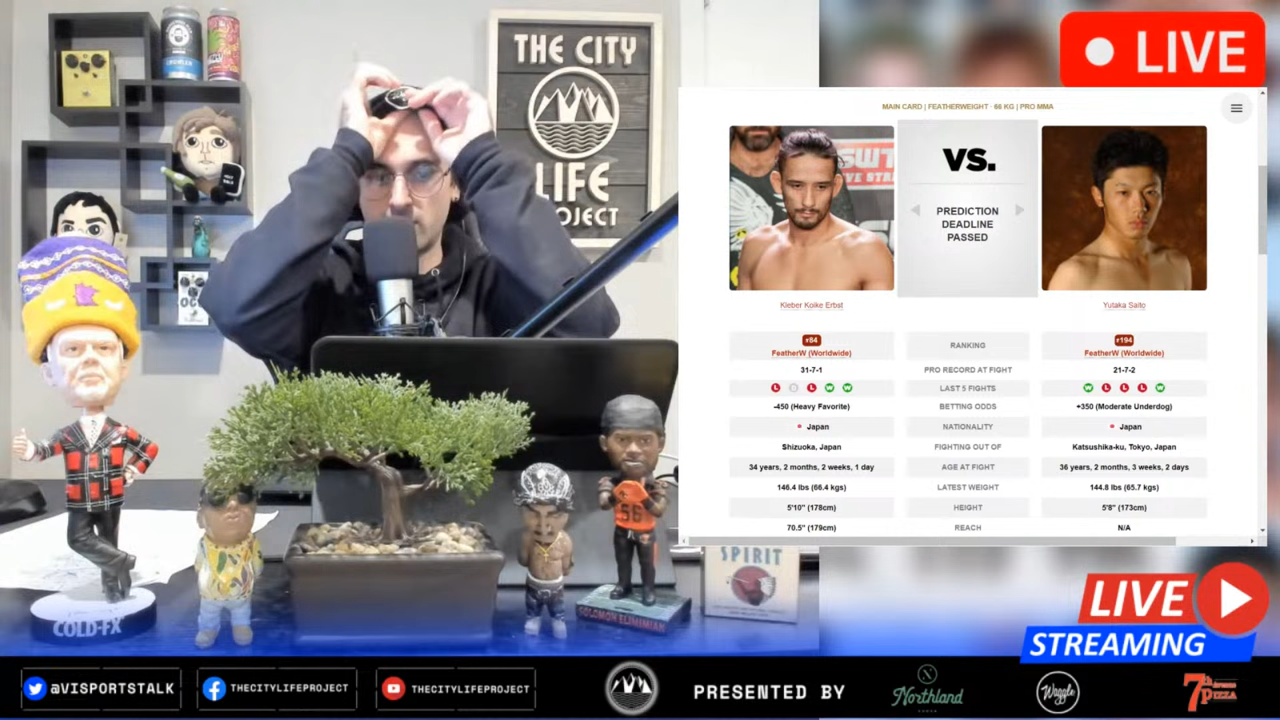 THE CITY
LIFE
PROJECT
LIVE
MAIN CARD | FEATHERWEIGHT · 66 KG | PRO MMA
VS.
PREDICTION
DEADLINE
PASSED
Kleber Koike Erbst
Yutaka Saito
#84
FeatherW (Worldwide)
RANKING
#194
FeatherW (Worldwide)
31-7-1
PRO RECORD AT FIGHT
21-7-2
L L W W
LAST 5 FIGHTS
W L L L W
-450 (Heavy Favorite)
BETTING ODDS
+350 (Moderate Underdog)
Japan
NATIONALITY
Japan
Shizuoka, Japan
FIGHTING OUT OF
Katsushika-ku, Tokyo, Japan
34 years, 2 months, 2 weeks, 1 day
AGE AT FIGHT
36 years, 2 months, 3 weeks, 2 days
146.4 lbs (66.4 kgs)
LATEST WEIGHT
144.8 lbs (65.7 kgs)
5'10" (178cm)
HEIGHT
5'8" (173cm)
70.5" (179cm)
REACH
N/A
56
SOLOMON ELIMIMIAN
SPIRIT
COLD-FX
LIVE
STREAMING
@VISPORTSTALK
THECITYLIFEPROJECT
THECITYLIFEPROJECT
PRESENTED BY
Northland
Waggle
7th Avenue
PIZZA